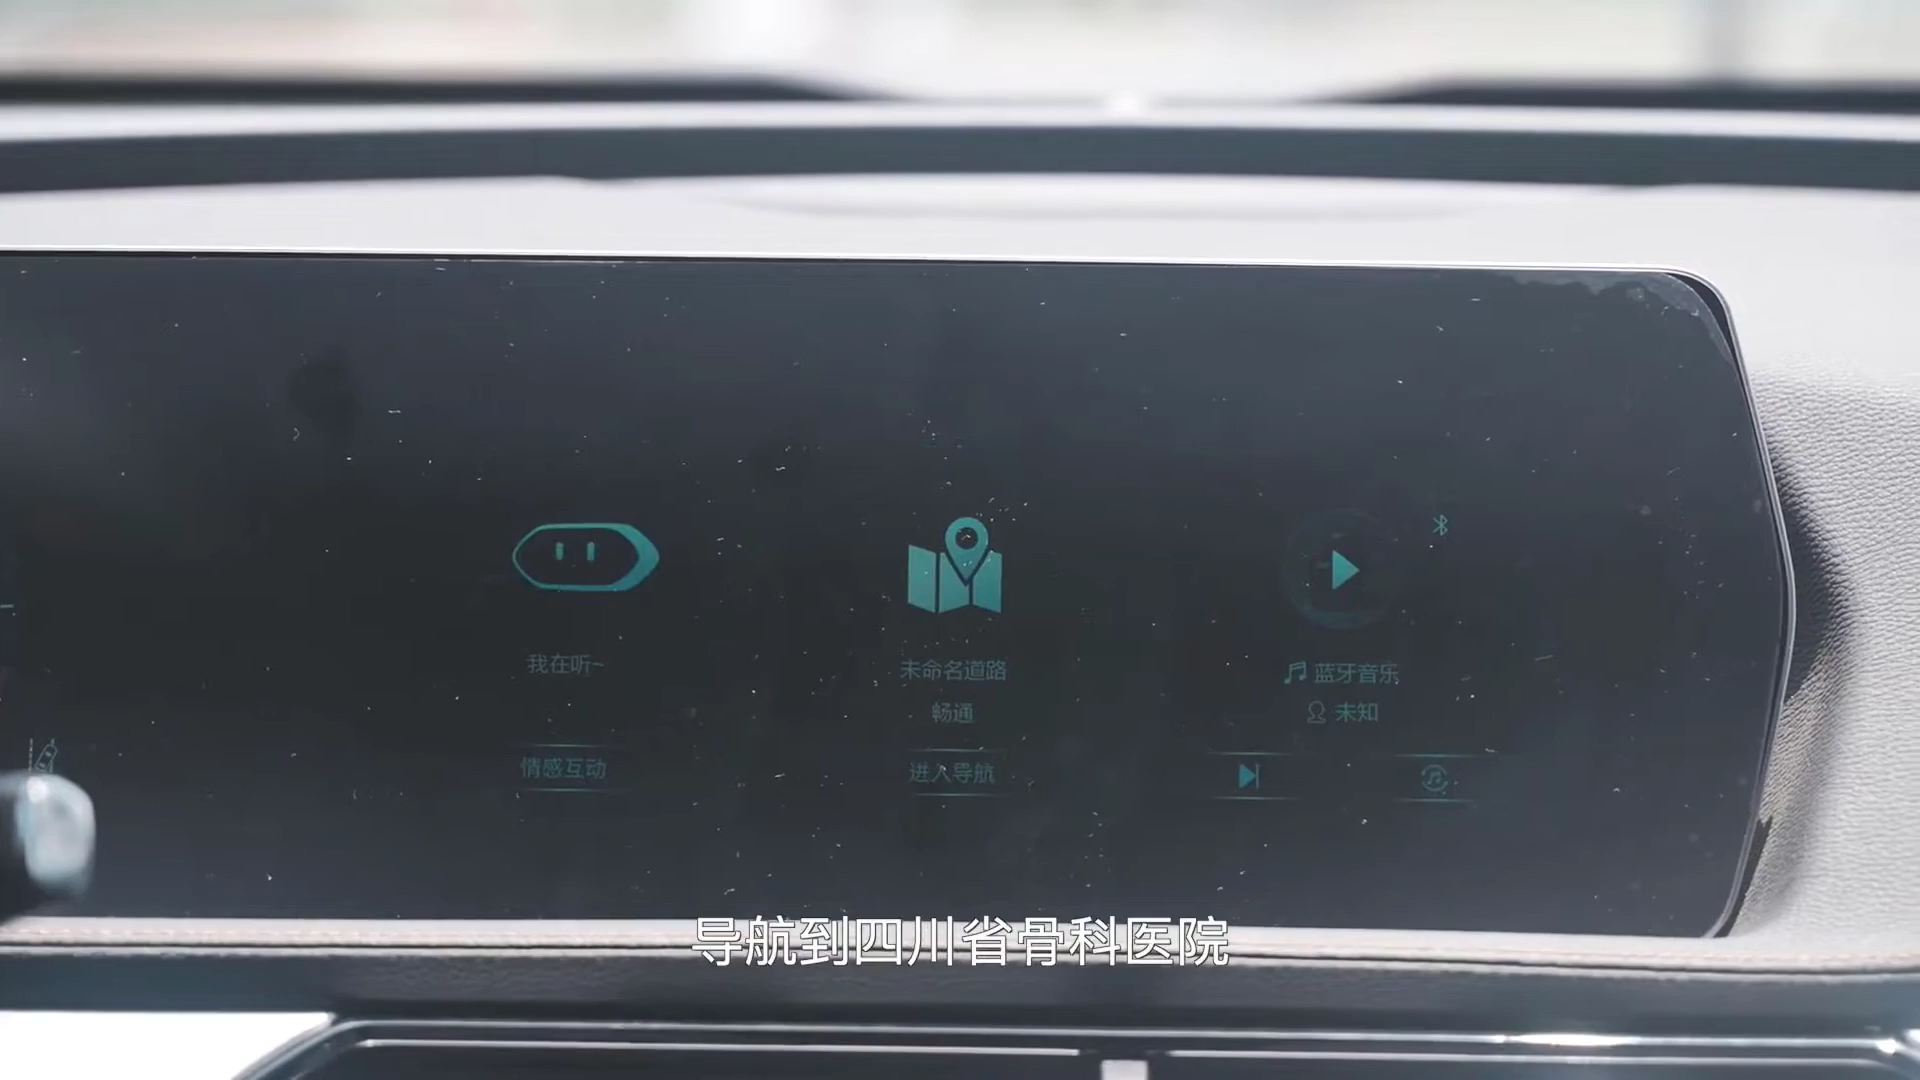 我在听~
情感互动
未命名道路
畅通
进入导航
蓝牙音乐
未知
导航到四川省骨科医院